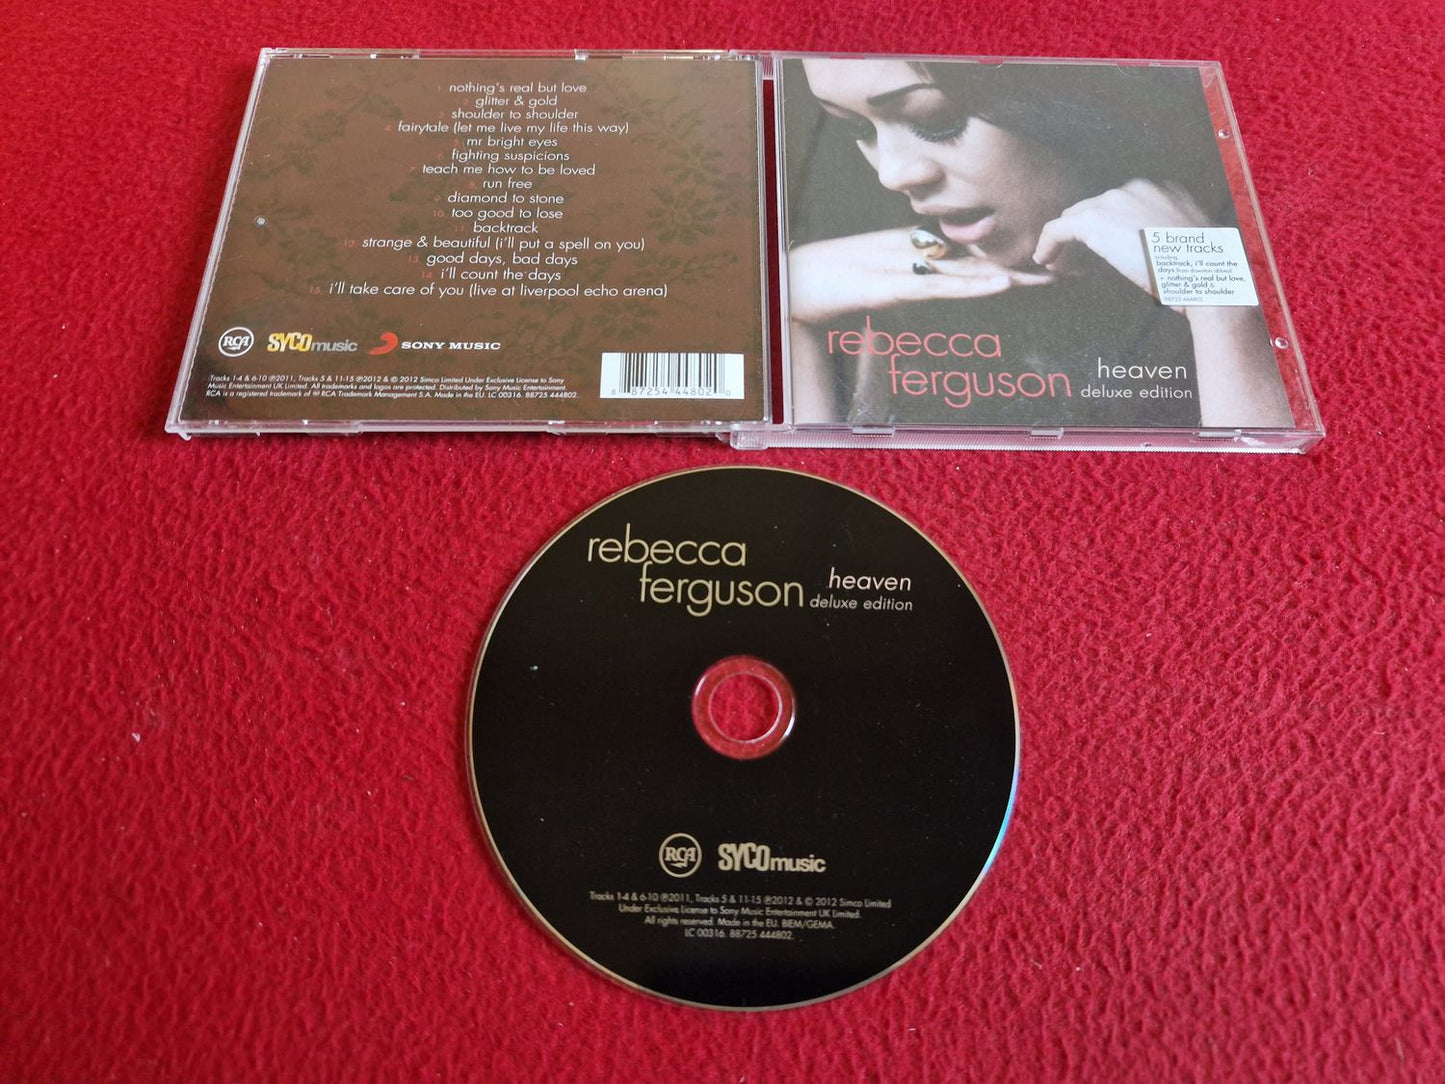 1. nothing's real but love
2. glitter & gold
3. shoulder to shoulder
4. fairytale (let me live my life this way)
5. mr bright eyes
6. fighting suspicions
7. teach me how to be loved
8. run free
9. diamond to stone
10. too good to lose
11. backtrack
12. strange & beautiful (i'll put a spell on you)
13. good days, bad days
14. i'll count the days
15. i'll take care of you (live at liverpool echo arena)
RCA SYCOmusic SONY MUSIC
Tracks 1-4 & 6-10 ℗2011, Tracks 5 & 11-15 ℗2012 & © 2012 Simco Limited Under Exclusive License to Sony
Music Entertainment UK Limited. All trademarks and logos are protected. Distributed by Sony Music Entertainment.
RCA is a registered trademark of RCA Trademark Management S.A. Made in the EU. LC 00316. 88725 444802.
8 87254 44802 0
5 brand
new tracks
including
backtrack, i'll count the
days (from downton abbey)
+ nothing's real but love,
glitter & gold &
shoulder to shoulder
88725 444802
rebecca
ferguson
heaven
deluxe edition
rebecca
ferguson
heaven
deluxe edition
RCA SYCOmusic
Tracks 1-4 & 6-10 ℗2011, Tracks 5 & 11-15 ℗2012 & © 2012 Simco Limited
Under Exclusive License to Sony Music Entertainment UK Limited.
All rights reserved. Made in the EU. BIEM/GEMA.
LC 00316. 88725 444802.